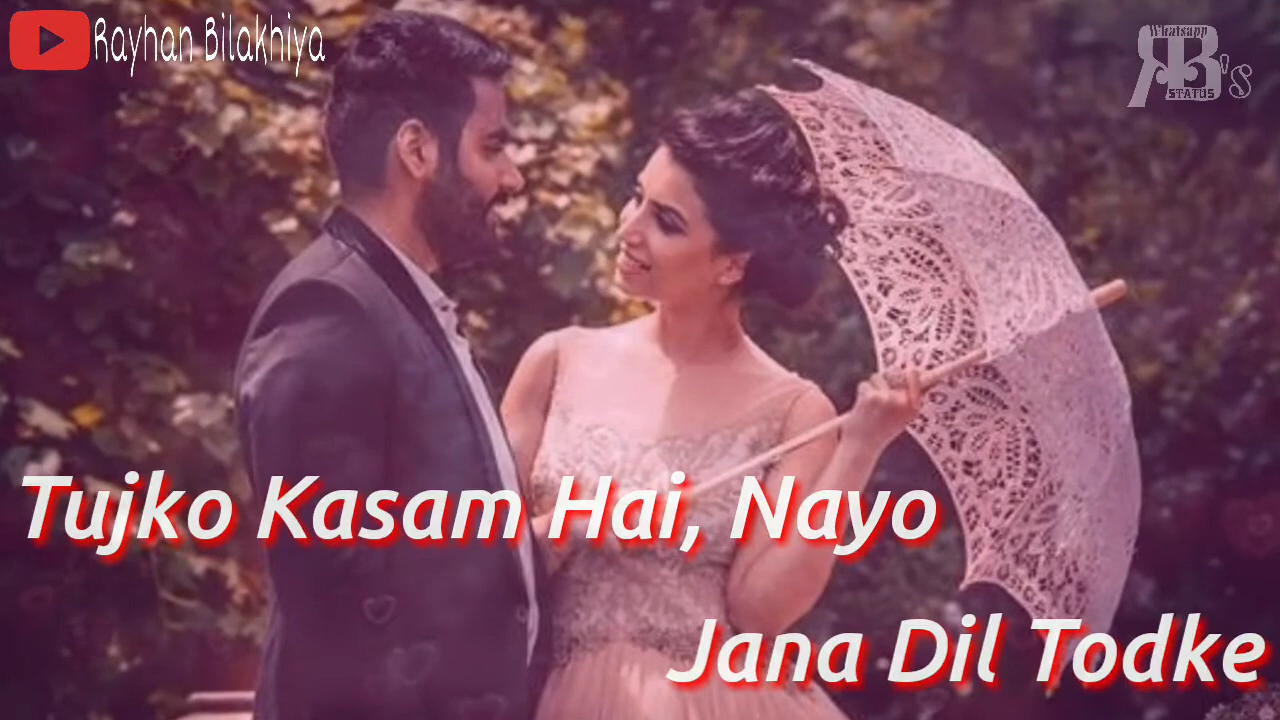 Rayhan Bilakhiya
Whatsapp
RB's
STATUS
Tujko Kasam Hai, Nayo
Jana Dil Todke